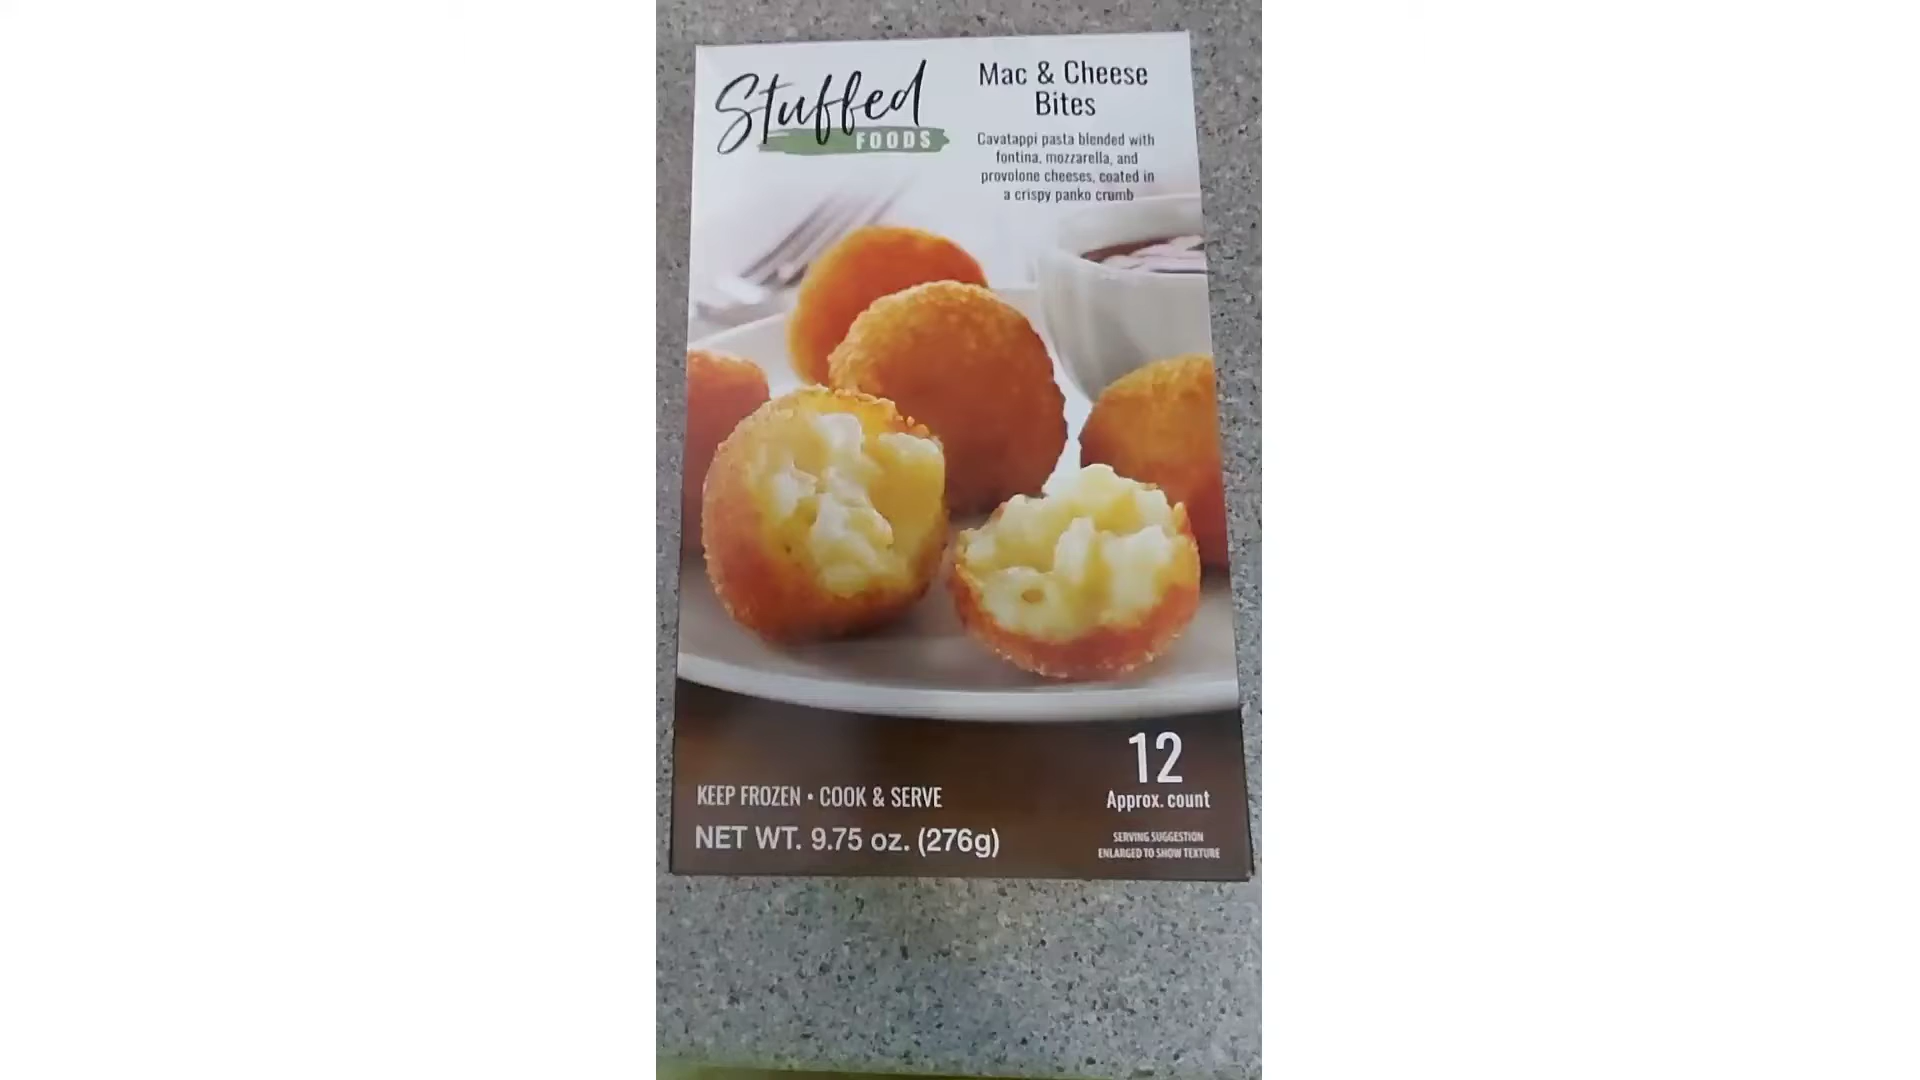 Stuffed
FOODS
Mac & Cheese
Bites
Cavatappi pasta blended with
fontina, mozzarella, and
provolone cheeses, coated in
a crispy panko crumb
12
Approx. count
KEEP FROZEN • COOK & SERVE
NET WT. 9.75 oz. (276g)
SERVING SUGGESTION
ENLARGED TO SHOW TEXTURE